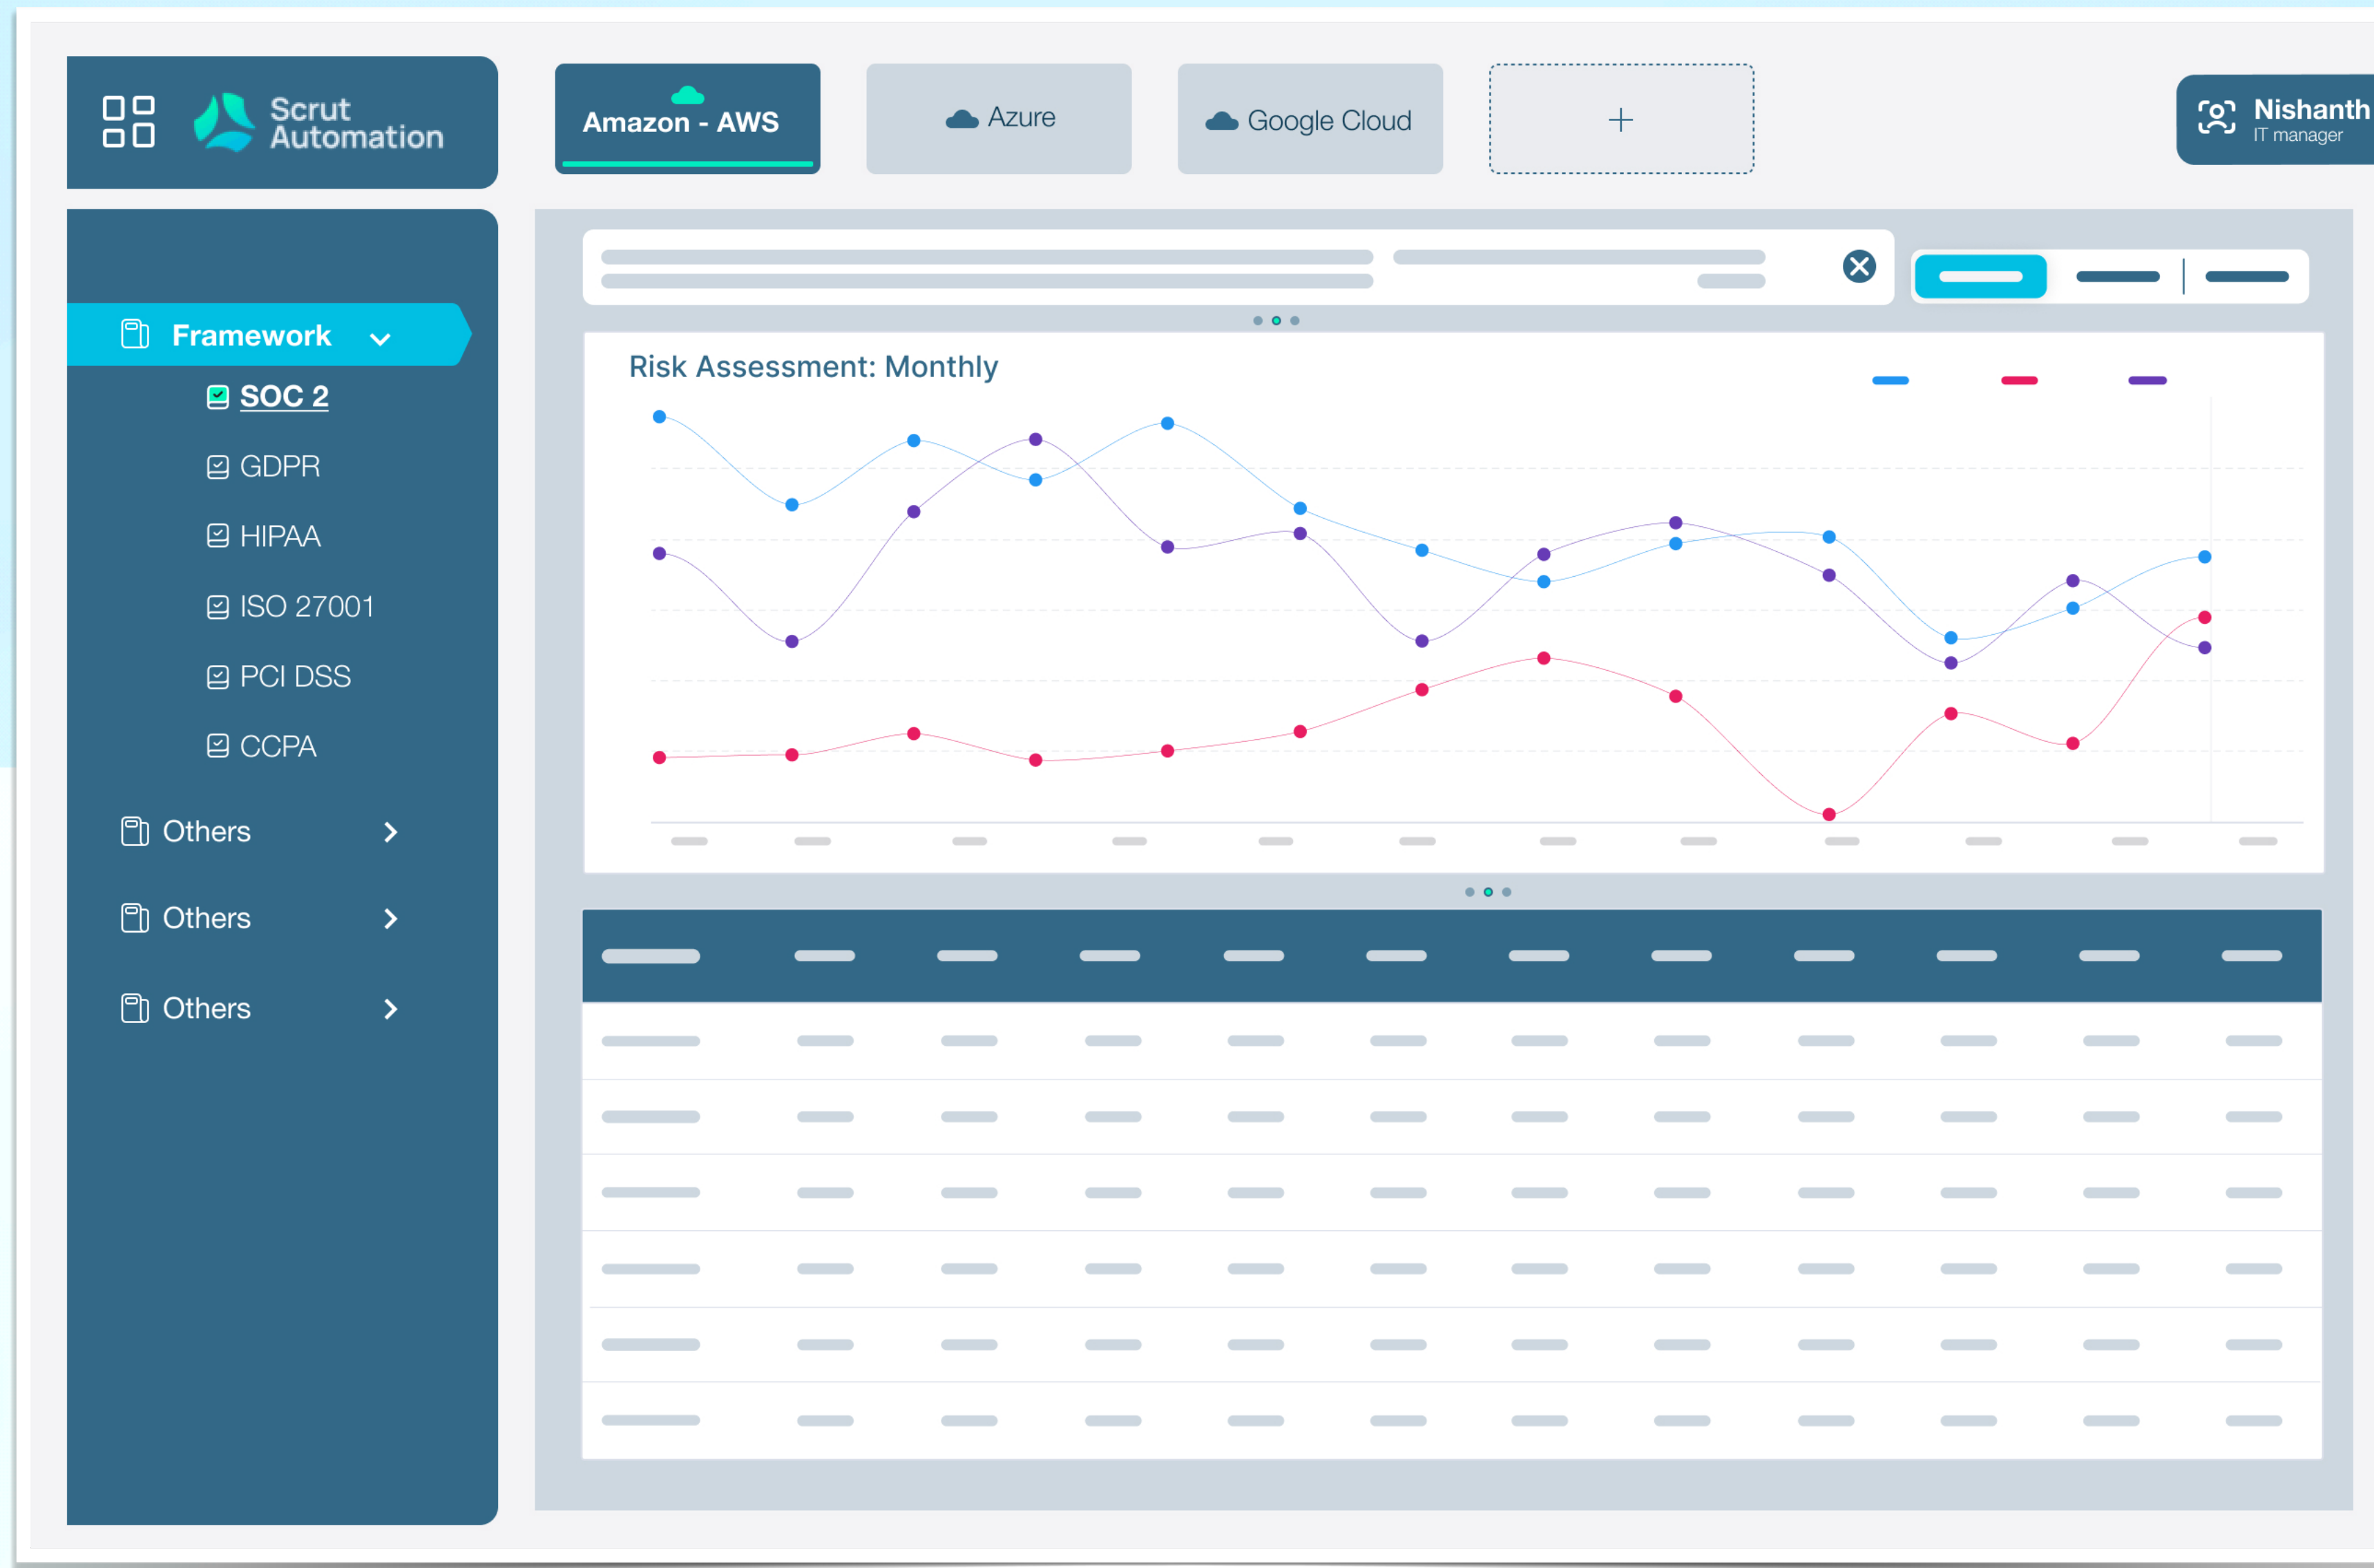 Scrut
Automation
Amazon - AWS
Azure
Google Cloud
+
Nishanth
IT manager
Framework
SOC 2
GDPR
HIPAA
ISO 27001
PCI DSS
CCPA
Others
Others
Others
Risk Assessment: Monthly